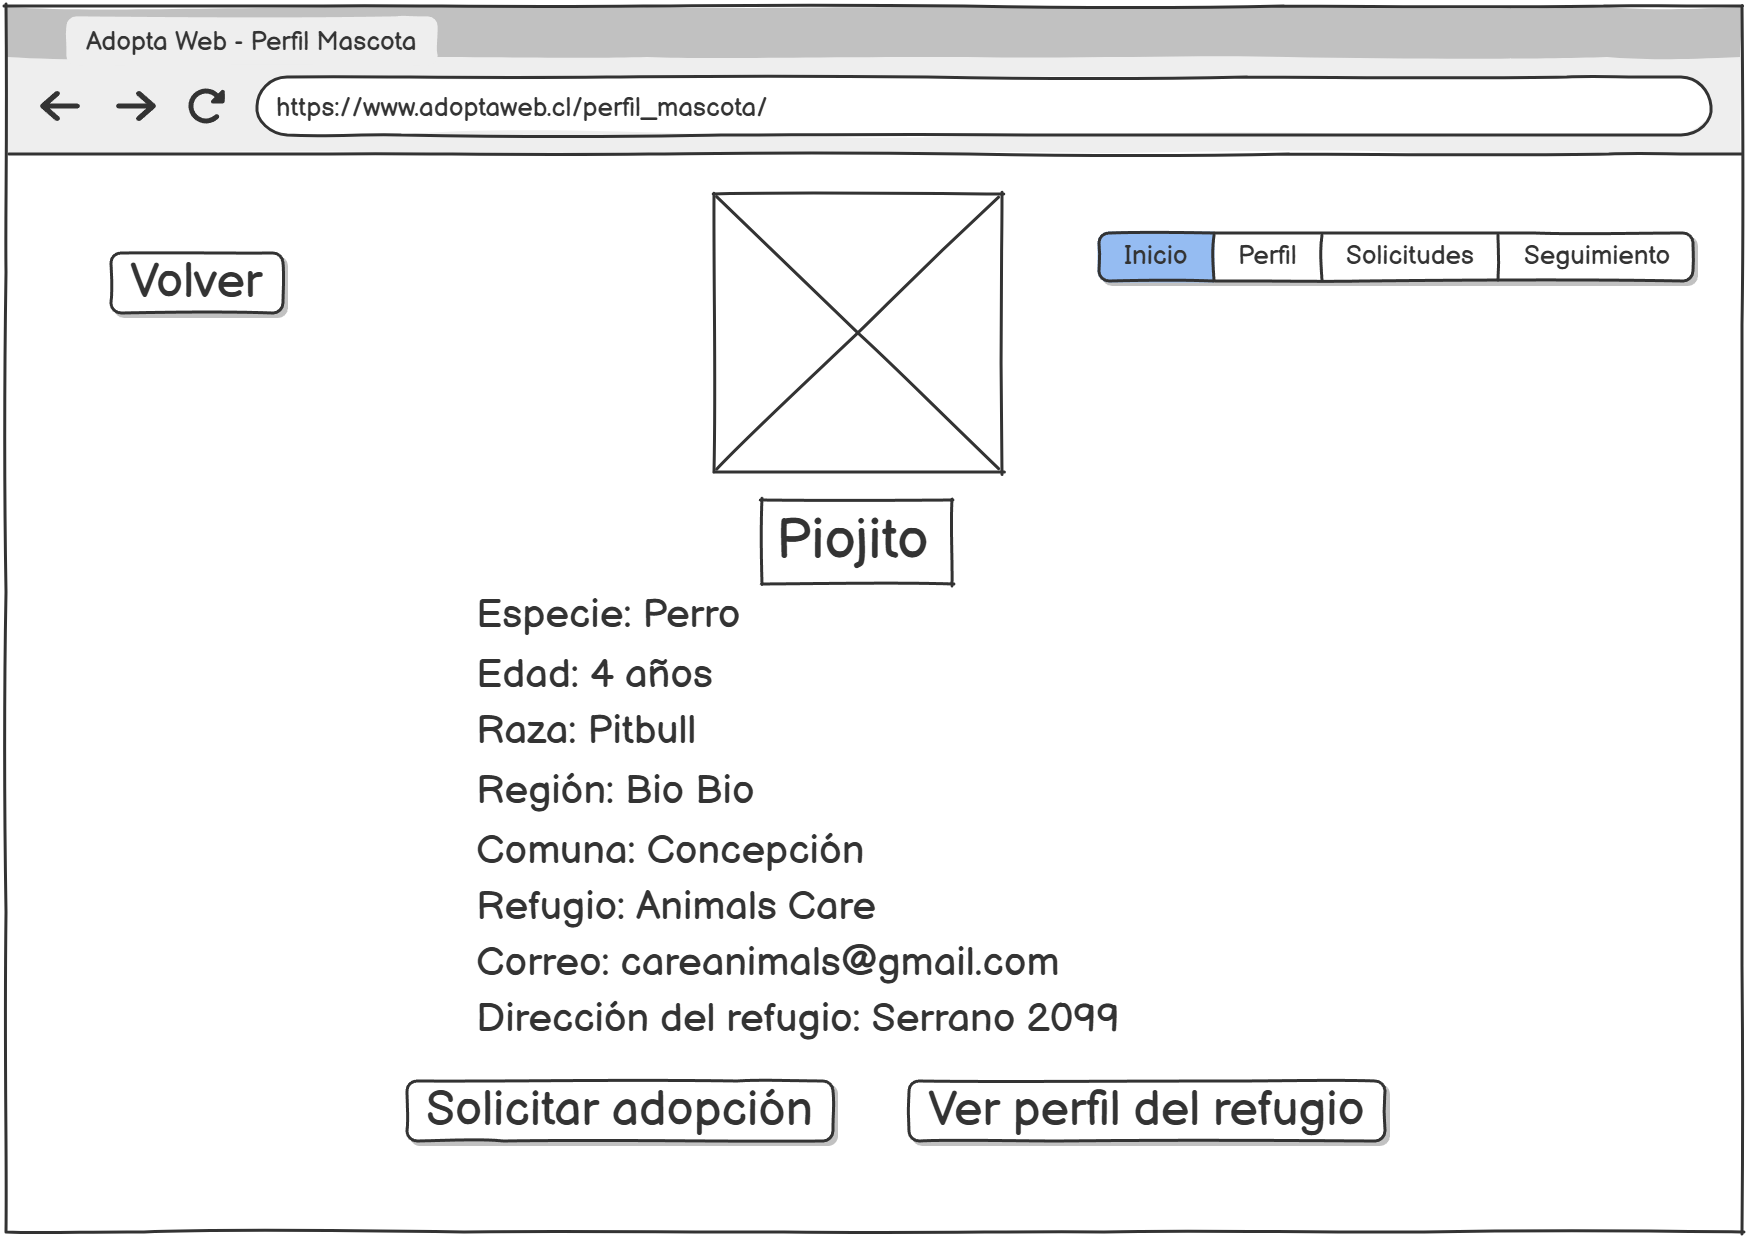 Adopta Web - Perfil Mascota
https://www.adoptaweb.cl/perfil_mascota/
Volver
Inicio Perfil Solicitudes Seguimiento
Piojito
Especie: Perro
Edad: 4 años
Raza: Pitbull
Región: Bio Bio
Comuna: Concepción
Refugio: Animals Care
Correo: careanimals@gmail.com
Dirección del refugio: Serrano 2099
Solicitar adopción Ver perfil del refugio